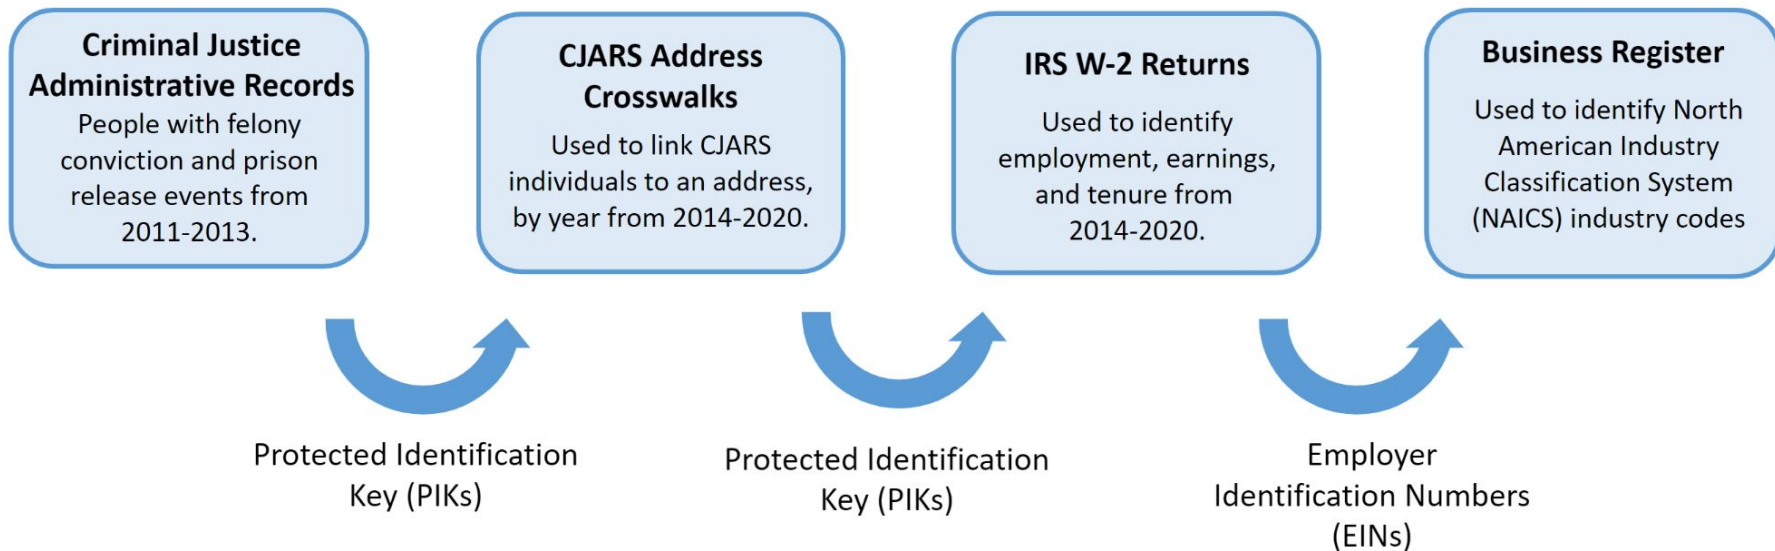 Criminal Justice
Administrative Records
People with felony
conviction and prison
release events from
2011-2013.
CJARS Address
Crosswalks
Used to link CJARS
individuals to an address,
by year from 2014-2020.
IRS W-2 Returns
Used to identify
employment, earnings,
and tenure from
2014-2020.
Business Register
Used to identify North
American Industry
Classification System
(NAICS) industry codes
Protected Identification
Key (PIKs)
Protected Identification
Key (PIKs)
Employer
Identification Numbers
(EINs)